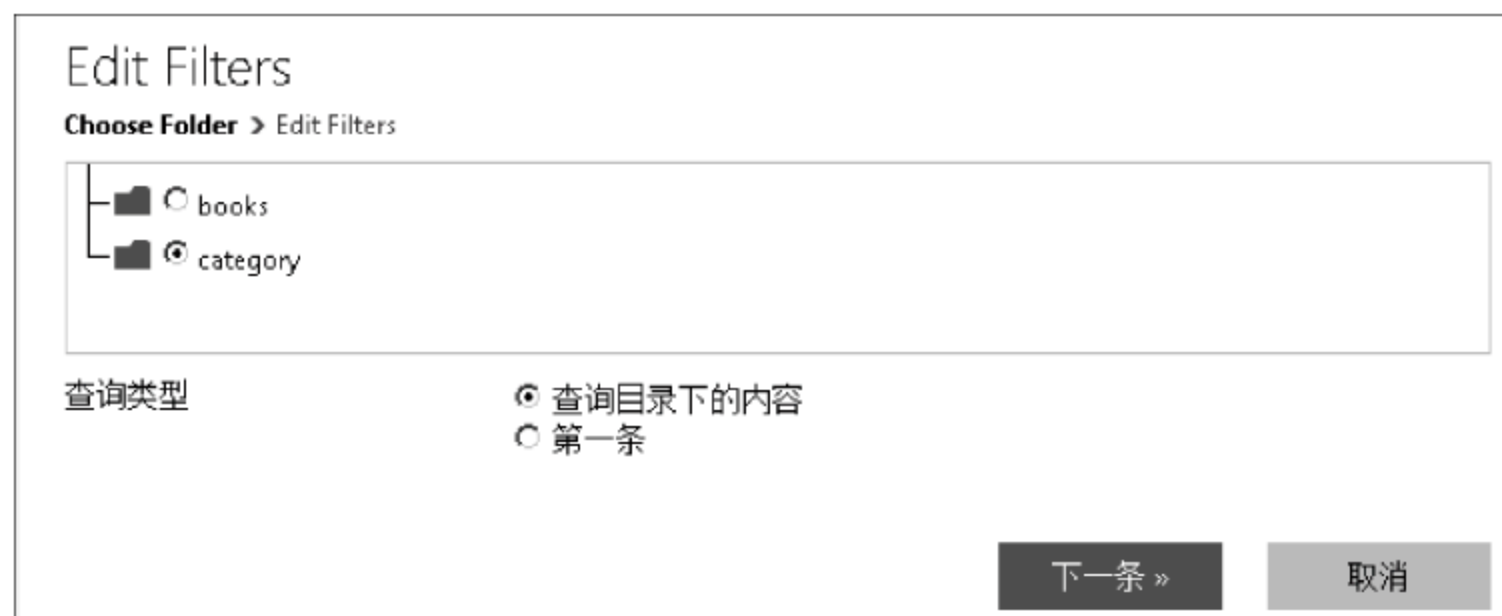 Edit Filters
Choose Folder > Edit Filters
books
category
查询类型
查询目录下的内容
第一条
下一条 »
取消